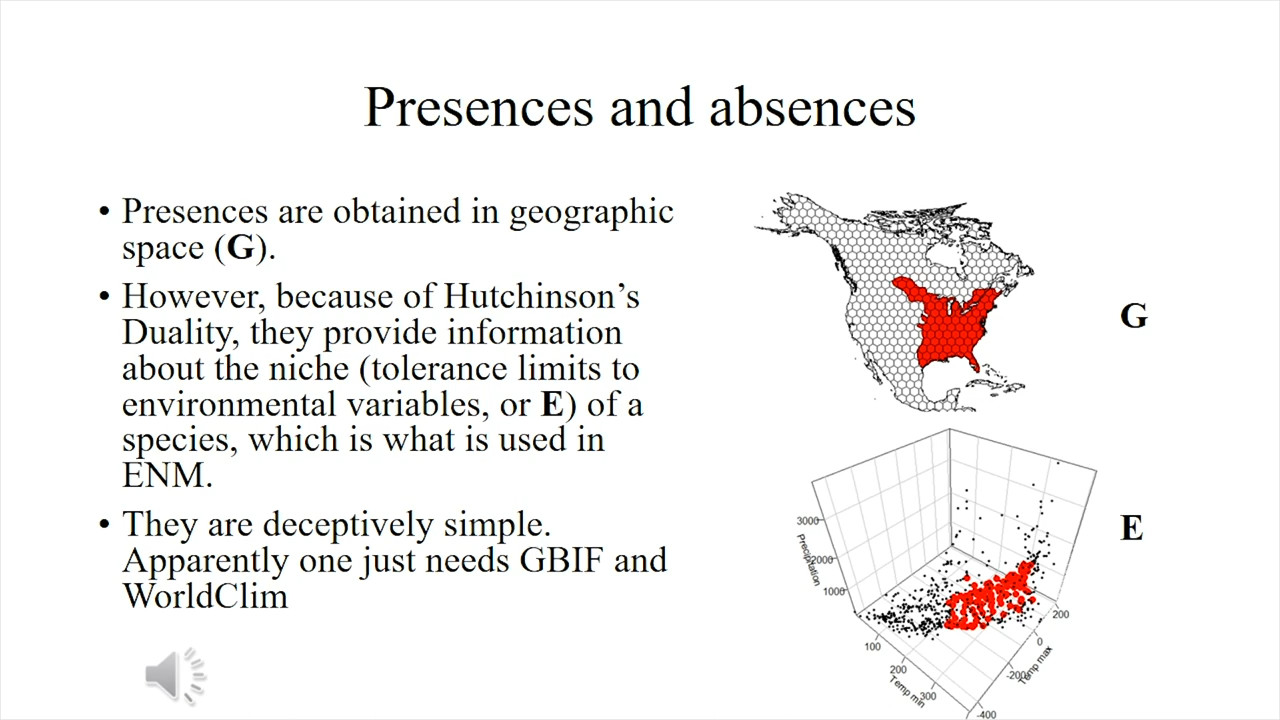 Presences and absences
• Presences are obtained in geographic
space (G).
• However, because of Hutchinson’s
Duality, they provide information
about the niche (tolerance limits to
environmental variables, or E) of a
species, which is what is used in
ENM.
• They are deceptively simple.
Apparently one just needs GBIF and
WorldClim
G
E
3000
2000
1000
Precipitation
100
200
300
Temp min
200
0
-200
-400
Temp max